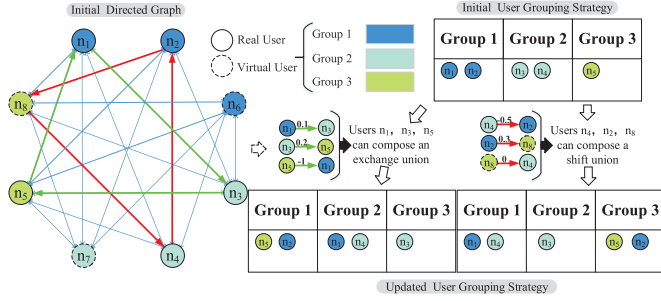 Initial Directed Graph
n1
n2
n8
n6
n5
n3
n7
n4
Real User
Virtual User
Group 1
Group 2
Group 3
Initial User Grouping Strategy
Group 1 Group 2 Group 3
n1 n2 n3 n4 n5
n1 0.1 n3
n3 0.2 n5
n5 -1 n1
Users n1, n3, n5
can compose an
exchange union
n4 -0.5 n2
n2 0.3 n8
n8 0 n4
Users n4, n2, n8
can compose a
shift union
Group 1 Group 2 Group 3
n5 n2 n1 n4 n3
Group 1 Group 2 Group 3
n1 n4 n3 n5 n2
Updated User Grouping Strategy